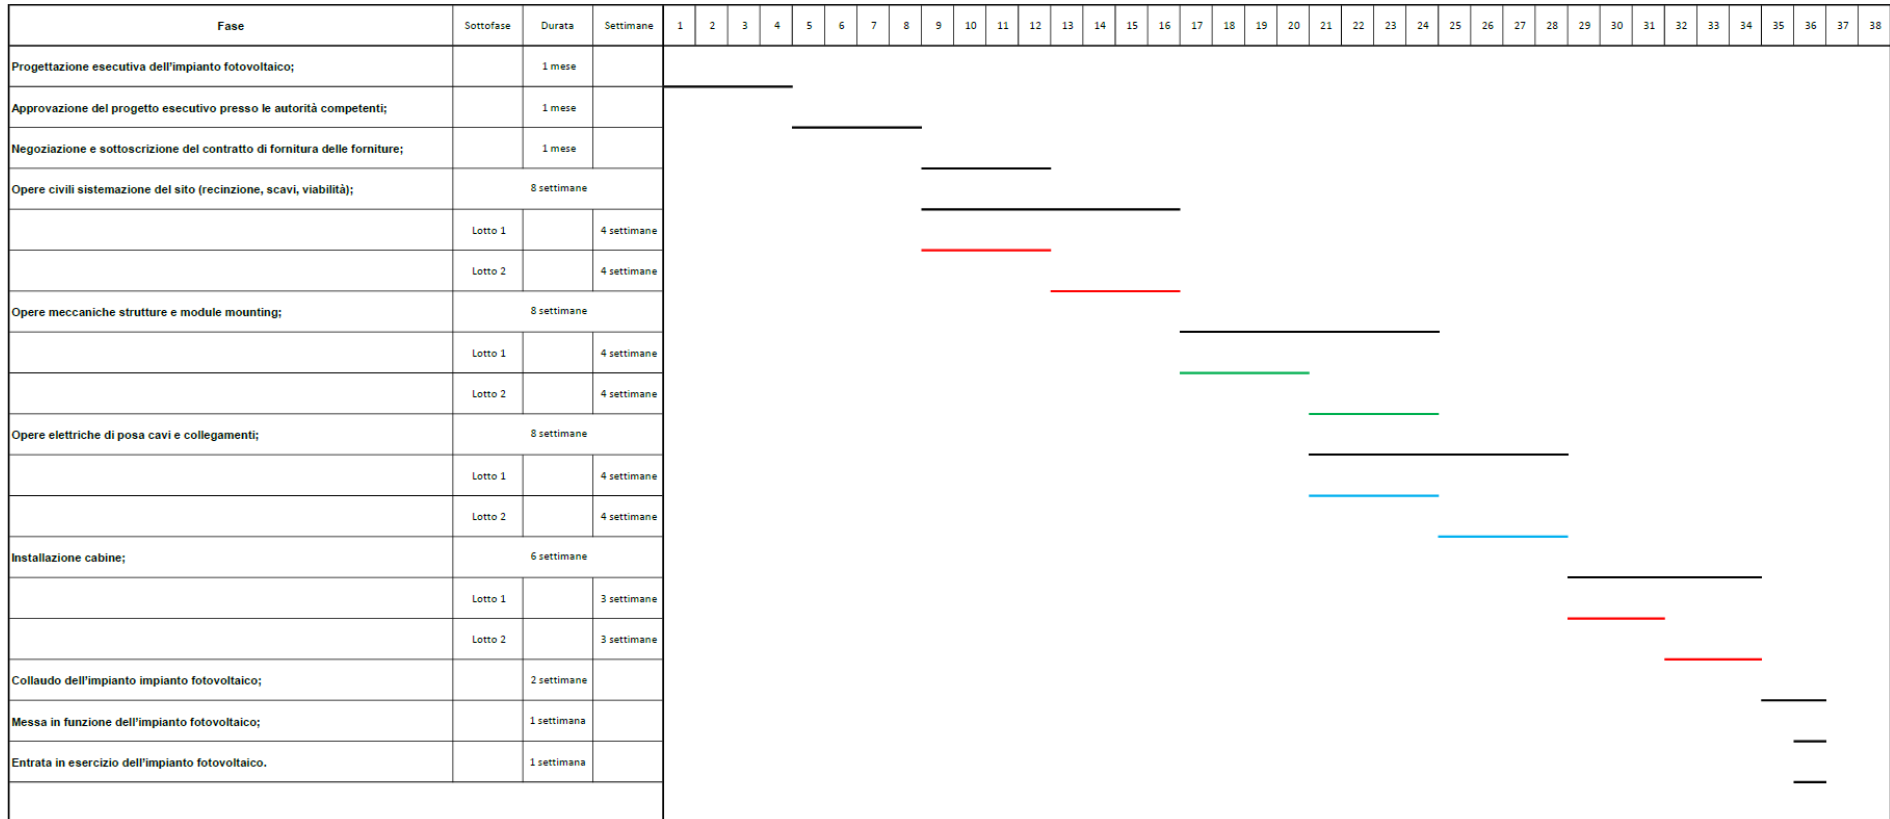 Fase Sottofase Durata Settimane 1 2 3 4 5 6 7 8 9 10 11 12 13 14 15 16 17 18 19 20 21 22 23 24 25 26 27 28 29 30 31 32 33 34 35 36 37 38
Progettazione esecutiva dell'impianto fotovoltaico; 1 mese
Approvazione del progetto esecutivo presso le autorità competenti; 1 mese
Negoziazione e sottoscrizione del contratto di fornitura delle forniture; 1 mese
Opere civili sistemazione del sito (recinzione, scavi, viabilità); 8 settimane
Lotto 1 4 settimane
Lotto 2 4 settimane
Opere meccaniche strutture e module mounting; 8 settimane
Lotto 1 4 settimane
Lotto 2 4 settimane
Opere elettriche di posa cavi e collegamenti; 8 settimane
Lotto 1 4 settimane
Lotto 2 4 settimane
Installazione cabine; 6 settimane
Lotto 1 3 settimane
Lotto 2 3 settimane
Collaudo dell'impianto impianto fotovoltaico; 2 settimane
Messa in funzione dell'impianto fotovoltaico; 1 settimana
Entrata in esercizio dell'impianto fotovoltaico. 1 settimana